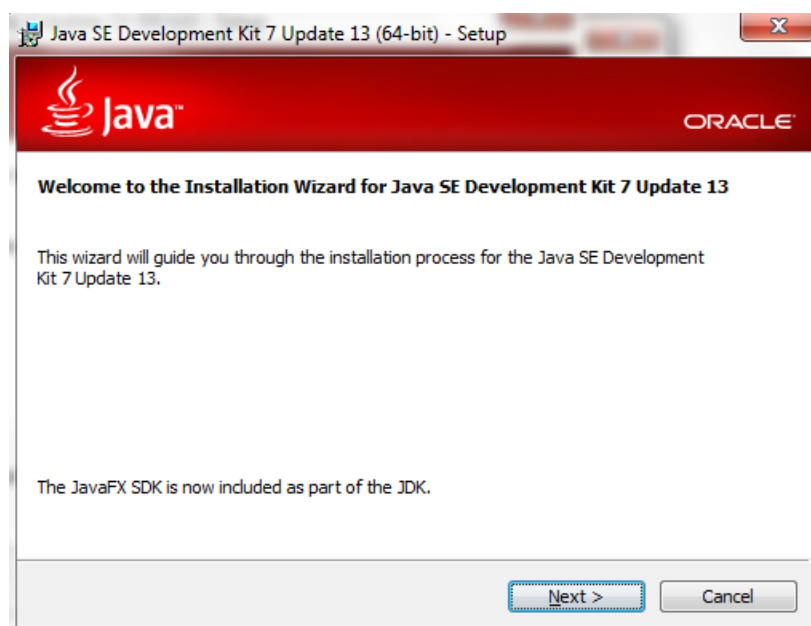 Java SE Development Kit 7 Update 13 (64-bit) - Setup
Java™
ORACLE
Welcome to the Installation Wizard for Java SE Development Kit 7 Update 13
This wizard will guide you through the installation process for the Java SE Development
Kit 7 Update 13.
The JavaFX SDK is now included as part of the JDK.
Next >
Cancel